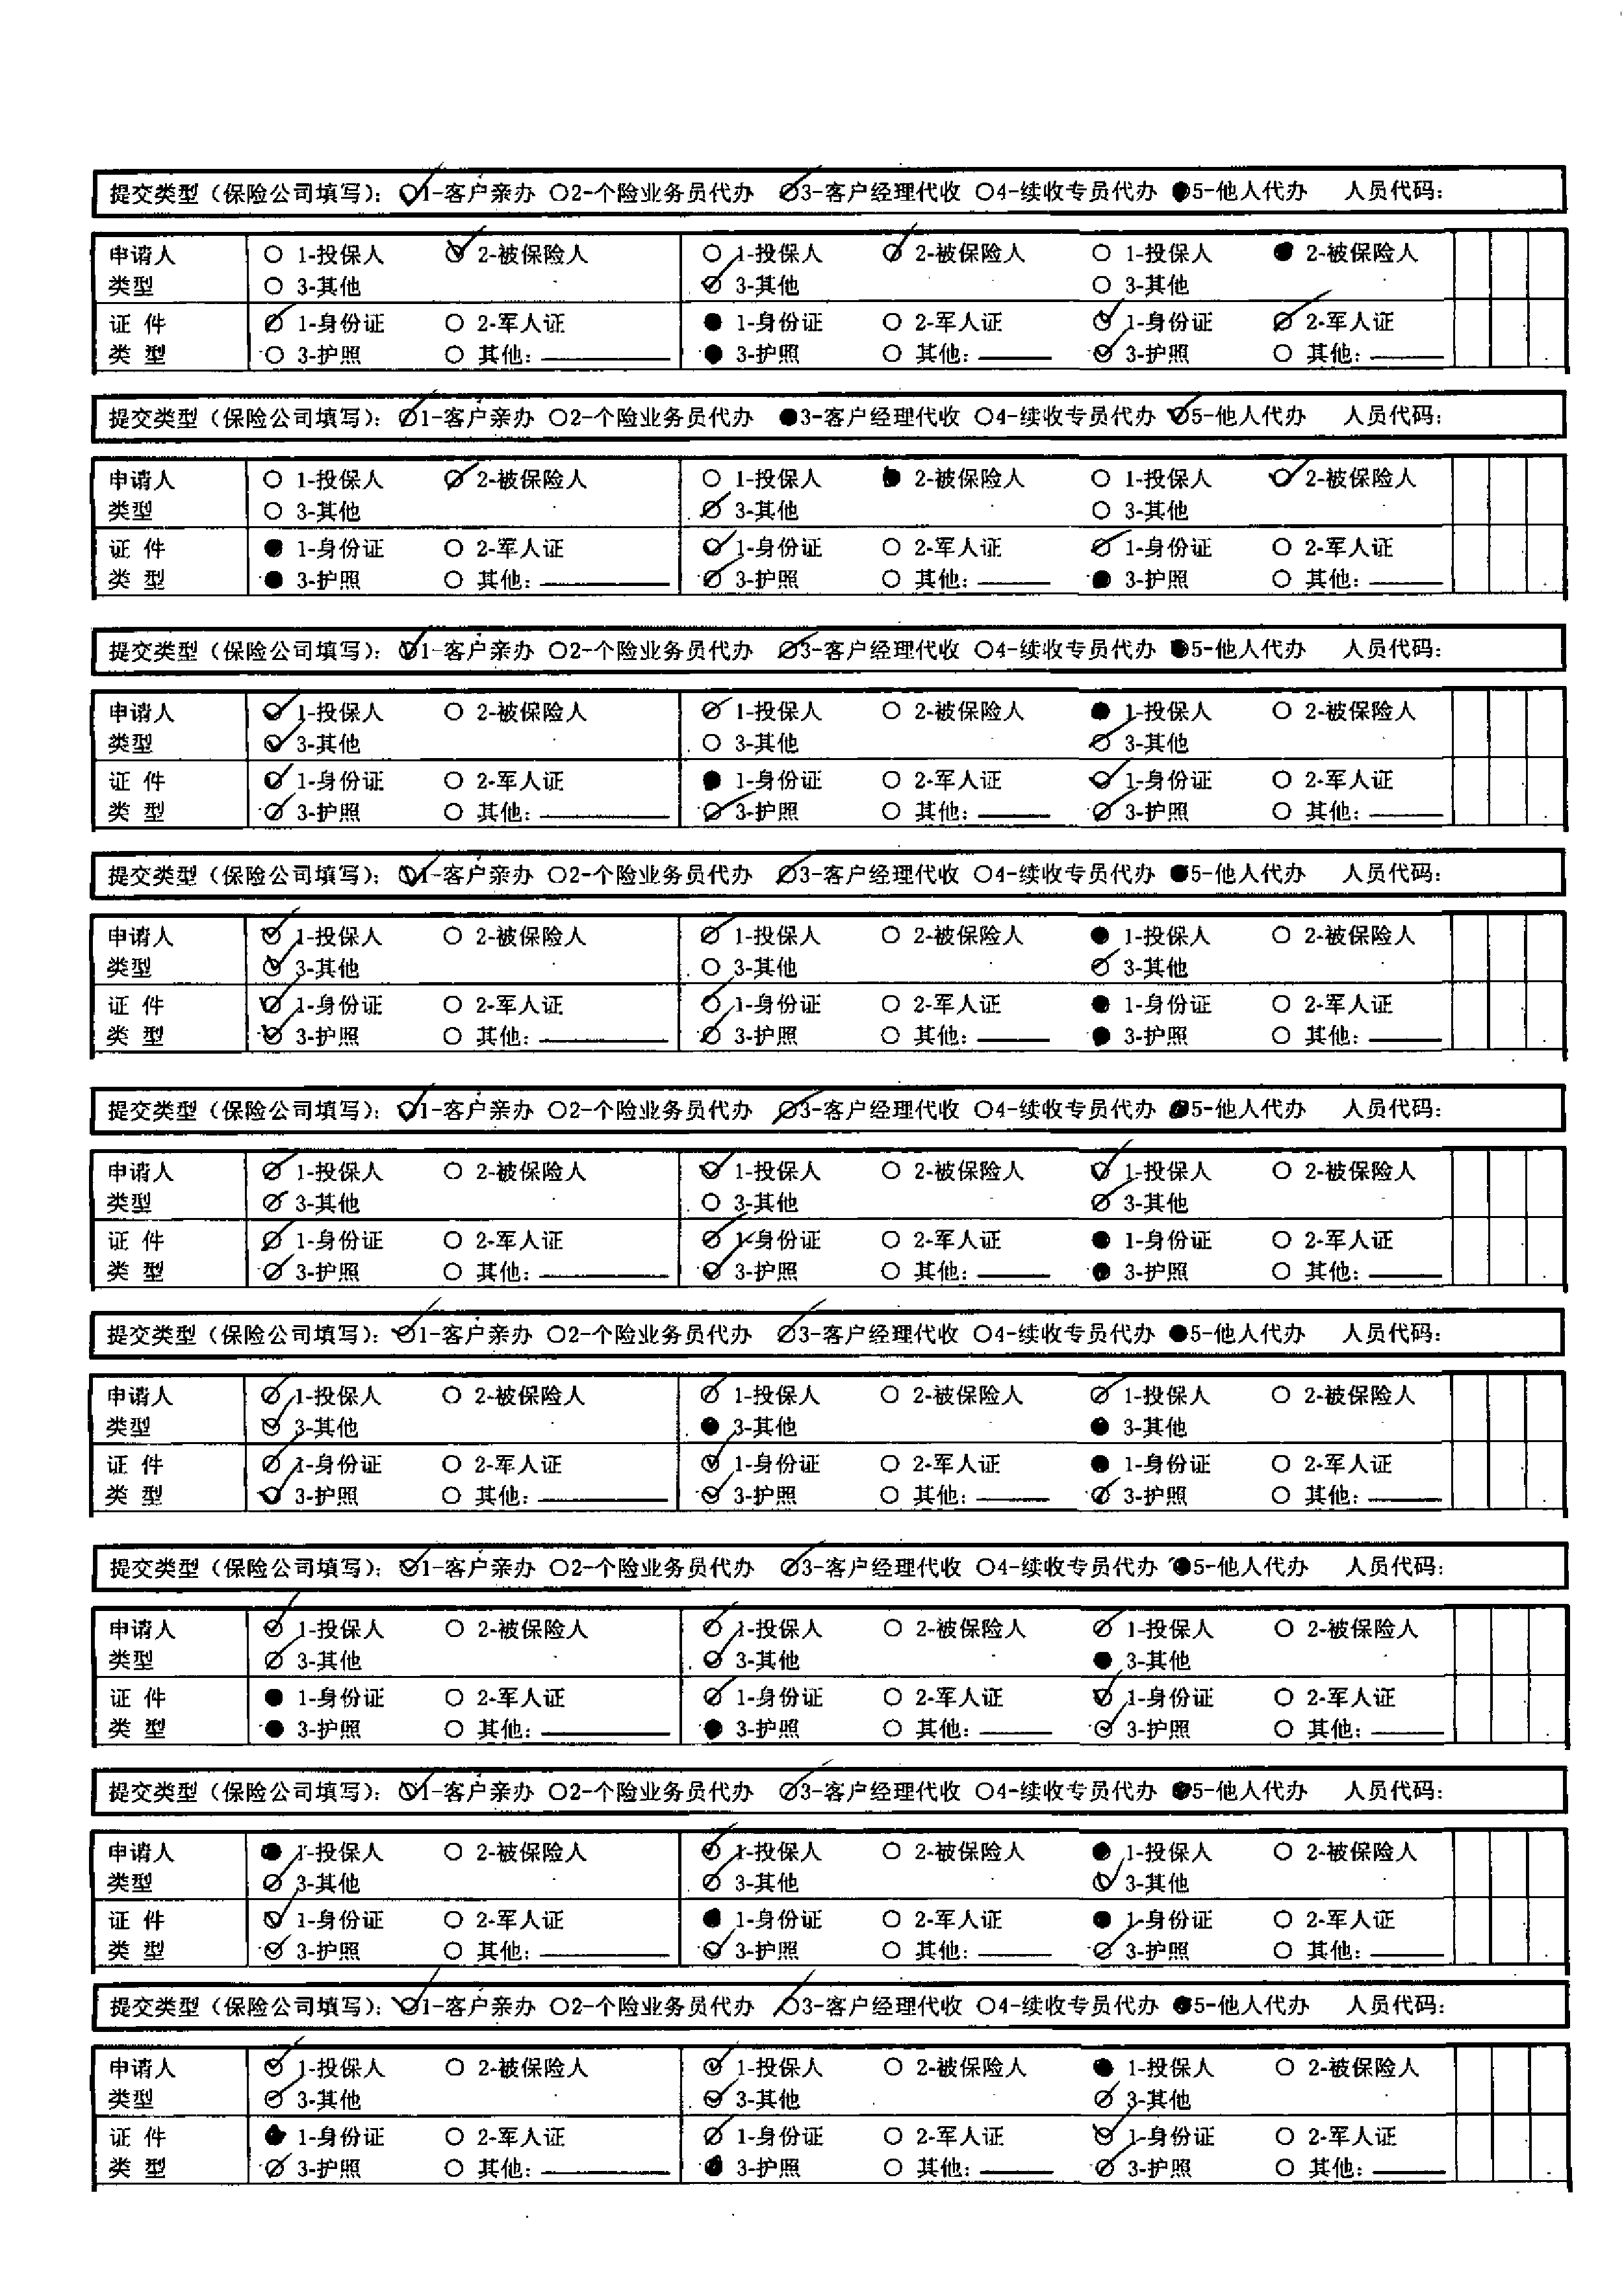 提交类型（保险公司填写）： 1-客户亲办 2-个险业务员代办 3-客户经理代收 4-续收专员代办 5-他人代办 人员代码：
申请人 1-投保人 2-被保险人 1-投保人 2-被保险人 1-投保人 2-被保险人
类型 3-其他 3-其他 3-其他
证 件 1-身份证 2-军人证 1-身份证 2-军人证 1-身份证 2-军人证
类 型 3-护照 其他： 3-护照 其他： 3-护照 其他：
提交类型（保险公司填写）： 1-客户亲办 2-个险业务员代办 3-客户经理代收 4-续收专员代办 5-他人代办 人员代码：
申请人 1-投保人 2-被保险人 1-投保人 2-被保险人 1-投保人 2-被保险人
类型 3-其他 3-其他 3-其他
证 件 1-身份证 2-军人证 1-身份证 2-军人证 1-身份证 2-军人证
类 型 3-护照 其他： 3-护照 其他： 3-护照 其他：
提交类型（保险公司填写）： 1-客户亲办 2-个险业务员代办 3-客户经理代收 4-续收专员代办 5-他人代办 人员代码：
申请人 1-投保人 2-被保险人 1-投保人 2-被保险人 1-投保人 2-被保险人
类型 3-其他 3-其他 3-其他
证 件 1-身份证 2-军人证 1-身份证 2-军人证 1-身份证 2-军人证
类 型 3-护照 其他： 3-护照 其他： 3-护照 其他：
提交类型（保险公司填写）： 1-客户亲办 2-个险业务员代办 3-客户经理代收 4-续收专员代办 5-他人代办 人员代码：
申请人 1-投保人 2-被保险人 1-投保人 2-被保险人 1-投保人 2-被保险人
类型 3-其他 3-其他 3-其他
证 件 1-身份证 2-军人证 1-身份证 2-军人证 1-身份证 2-军人证
类 型 3-护照 其他： 3-护照 其他： 3-护照 其他：
提交类型（保险公司填写）： 1-客户亲办 2-个险业务员代办 3-客户经理代收 4-续收专员代办 5-他人代办 人员代码：
申请人 1-投保人 2-被保险人 1-投保人 2-被保险人 1-投保人 2-被保险人
类型 3-其他 3-其他 3-其他
证 件 1-身份证 2-军人证 1-身份证 2-军人证 1-身份证 2-军人证
类 型 3-护照 其他： 3-护照 其他： 3-护照 其他：
提交类型（保险公司填写）： 1-客户亲办 2-个险业务员代办 3-客户经理代收 4-续收专员代办 5-他人代办 人员代码：
申请人 1-投保人 2-被保险人 1-投保人 2-被保险人 1-投保人 2-被保险人
类型 3-其他 3-其他 3-其他
证 件 1-身份证 2-军人证 1-身份证 2-军人证 1-身份证 2-军人证
类 型 3-护照 其他： 3-护照 其他： 3-护照 其他：
提交类型（保险公司填写）： 1-客户亲办 2-个险业务员代办 3-客户经理代收 4-续收专员代办 5-他人代办 人员代码：
申请人 1-投保人 2-被保险人 1-投保人 2-被保险人 1-投保人 2-被保险人
类型 3-其他 3-其他 3-其他
证 件 1-身份证 2-军人证 1-身份证 2-军人证 1-身份证 2-军人证
类 型 3-护照 其他： 3-护照 其他： 3-护照 其他：
提交类型（保险公司填写）： 1-客户亲办 2-个险业务员代办 3-客户经理代收 4-续收专员代办 5-他人代办 人员代码：
申请人 1-投保人 2-被保险人 1-投保人 2-被保险人 1-投保人 2-被保险人
类型 3-其他 3-其他 3-其他
证 件 1-身份证 2-军人证 1-身份证 2-军人证 1-身份证 2-军人证
类 型 3-护照 其他： 3-护照 其他： 3-护照 其他：
提交类型（保险公司填写）： 1-客户亲办 2-个险业务员代办 3-客户经理代收 4-续收专员代办 5-他人代办 人员代码：
申请人 1-投保人 2-被保险人 1-投保人 2-被保险人 1-投保人 2-被保险人
类型 3-其他 3-其他 3-其他
证 件 1-身份证 2-军人证 1-身份证 2-军人证 1-身份证 2-军人证
类 型 3-护照 其他： 3-护照 其他： 3-护照 其他：